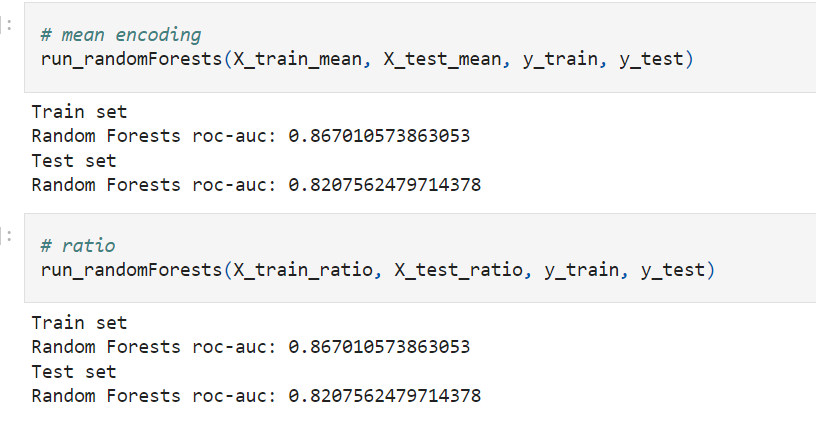 ]:
# mean encoding
run_randomForests(X_train_mean, X_test_mean, y_train, y_test)
Train set
Random Forests roc-auc: 0.867010573863053
Test set
Random Forests roc-auc: 0.8207562479714378
]:
# ratio
run_randomForests(X_train_ratio, X_test_ratio, y_train, y_test)
Train set
Random Forests roc-auc: 0.867010573863053
Test set
Random Forests roc-auc: 0.8207562479714378